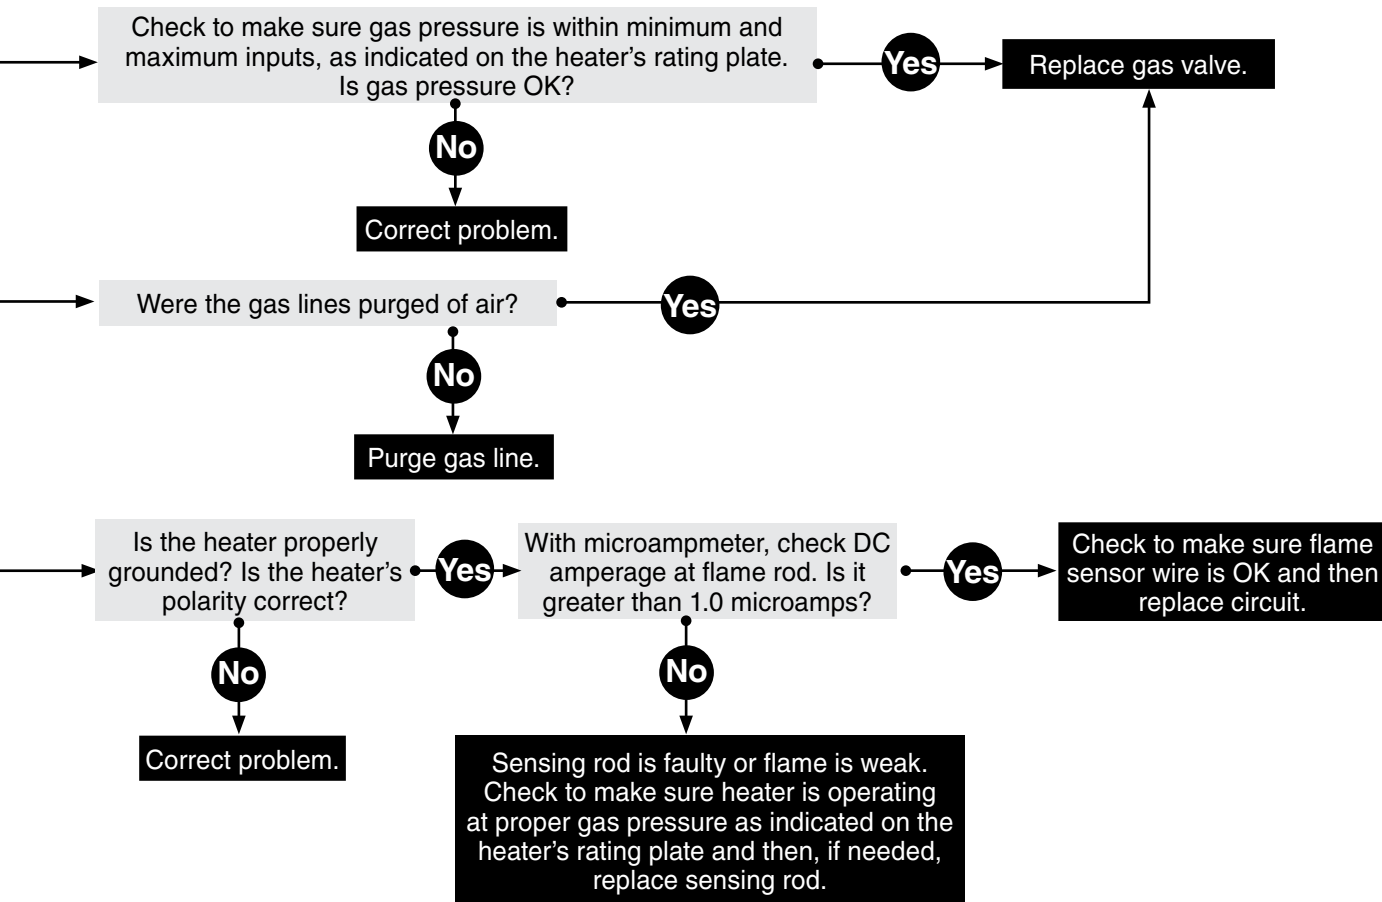 Check to make sure gas pressure is within minimum and
maximum inputs, as indicated on the heater's rating plate.
Is gas pressure OK?
Yes
Replace gas valve.
No
Correct problem.
Were the gas lines purged of air?
Yes
No
Purge gas line.
Is the heater properly
grounded? Is the heater's
polarity correct?
Yes
With microampmeter, check DC
amperage at flame rod. Is it
greater than 1.0 microamps?
Yes
Check to make sure flame
sensor wire is OK and then
replace circuit.
No
Correct problem.
No
Sensing rod is faulty or flame is weak.
Check to make sure heater is operating
at proper gas pressure as indicated on the
heater's rating plate and then, if needed,
replace sensing rod.